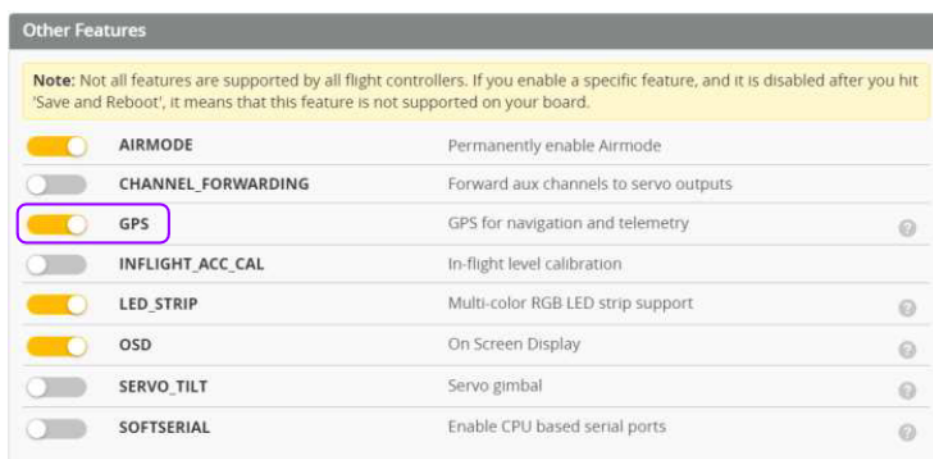 Other Features
Note: Not all features are supported by all flight controllers. If you enable a specific feature, and it is disabled after you hit
'Save and Reboot', it means that this feature is not supported on your board.
AIRMODE Permanently enable Airmode
CHANNEL_FORWARDING Forward aux channels to servo outputs
GPS GPS for navigation and telemetry ?
INFLIGHT_ACC_CAL In-flight level calibration
LED_STRIP Multi-color RGB LED strip support ?
OSD On Screen Display ?
SERVO_TILT Servo gimbal ?
SOFTSERIAL Enable CPU based serial ports ?